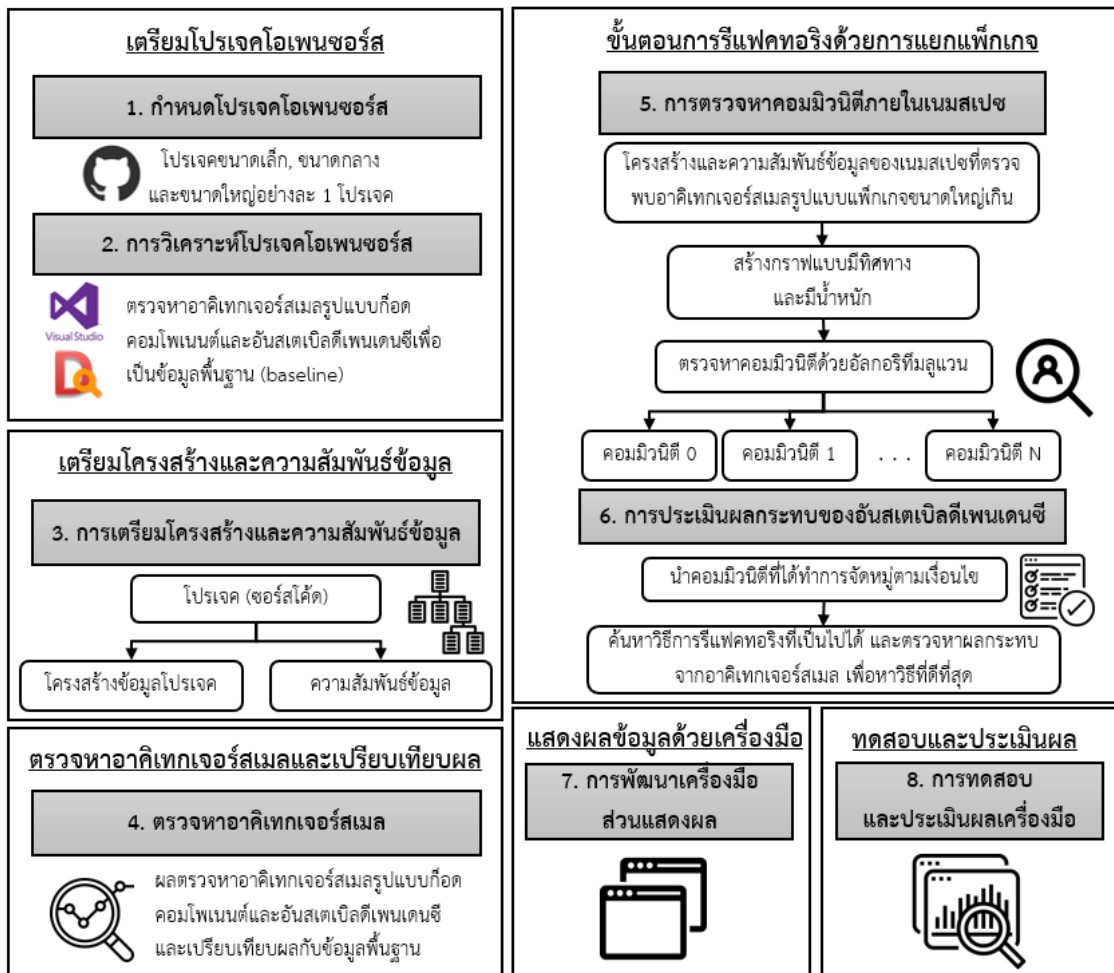 เตรียมโปรเจคโอเพนซอร์ส
1. กำหนดโปรเจคโอเพนซอร์ส
โปรเจคขนาดเล็ก, ขนาดกลาง
และขนาดใหญ่อย่างละ 1 โปรเจค
2. การวิเคราะห์โปรเจคโอเพนซอร์ส
Visual Studio
ตรวจหาอาคิเทกเจอร์สเมลรูปแบบก็อด
คอมโพเนนต์และอันสเตเบิลดีเพนเดนซีเพื่อ
เป็นข้อมูลพื้นฐาน (baseline)
เตรียมโครงสร้างและความสัมพันธ์ข้อมูล
3. การเตรียมโครงสร้างและความสัมพันธ์ข้อมูล
โปรเจค (ซอร์สโค้ด)
โครงสร้างข้อมูลโปรเจค
ความสัมพันธ์ข้อมูล
ตรวจหาอาคิเทกเจอร์สเมลและเปรียบเทียบผล
4. ตรวจหาอาคิเทกเจอร์สเมล
ผลตรวจหาอาคิเทกเจอร์สเมลรูปแบบก็อด
คอมโพเนนต์และอันสเตเบิลดีเพนเดนซี
และเปรียบเทียบผลกับข้อมูลพื้นฐาน
ขั้นตอนการรีแฟคทอริงด้วยการแยกแพ็กเกจ
5. การตรวจหาคอมมิวนิตีภายในเนมสเปซ
โครงสร้างและความสัมพันธ์ข้อมูลของเนมสเปซที่ตรวจ
พบอาคิเทกเจอร์สเมลรูปแบบแพ็กเกจขนาดใหญ่เกิน
สร้างกราฟแบบมีทิศทาง
และมีน้ำหนัก
ตรวจหาคอมมิวนิตีด้วยอัลกอริทึมลูแวน
คอมมิวนิตี 0
คอมมิวนิตี 1
. . .
คอมมิวนิตี N
6. การประเมินผลกระทบของอันสเตเบิลดีเพนเดนซี
นำคอมมิวนิตีที่ได้ทำการจัดหมู่ตามเงื่อนไข
ค้นหาวิธีการรีแฟคทอริงที่เป็นไปได้ และตรวจหาผลกระทบ
จากอาคิเทกเจอร์สเมล เพื่อหาวิธีที่ดีที่สุด
แสดงผลข้อมูลด้วยเครื่องมือ
7. การพัฒนาเครื่องมือ
ส่วนแสดงผล
ทดสอบและประเมินผล
8. การทดสอบ
และประเมินผลเครื่องมือ